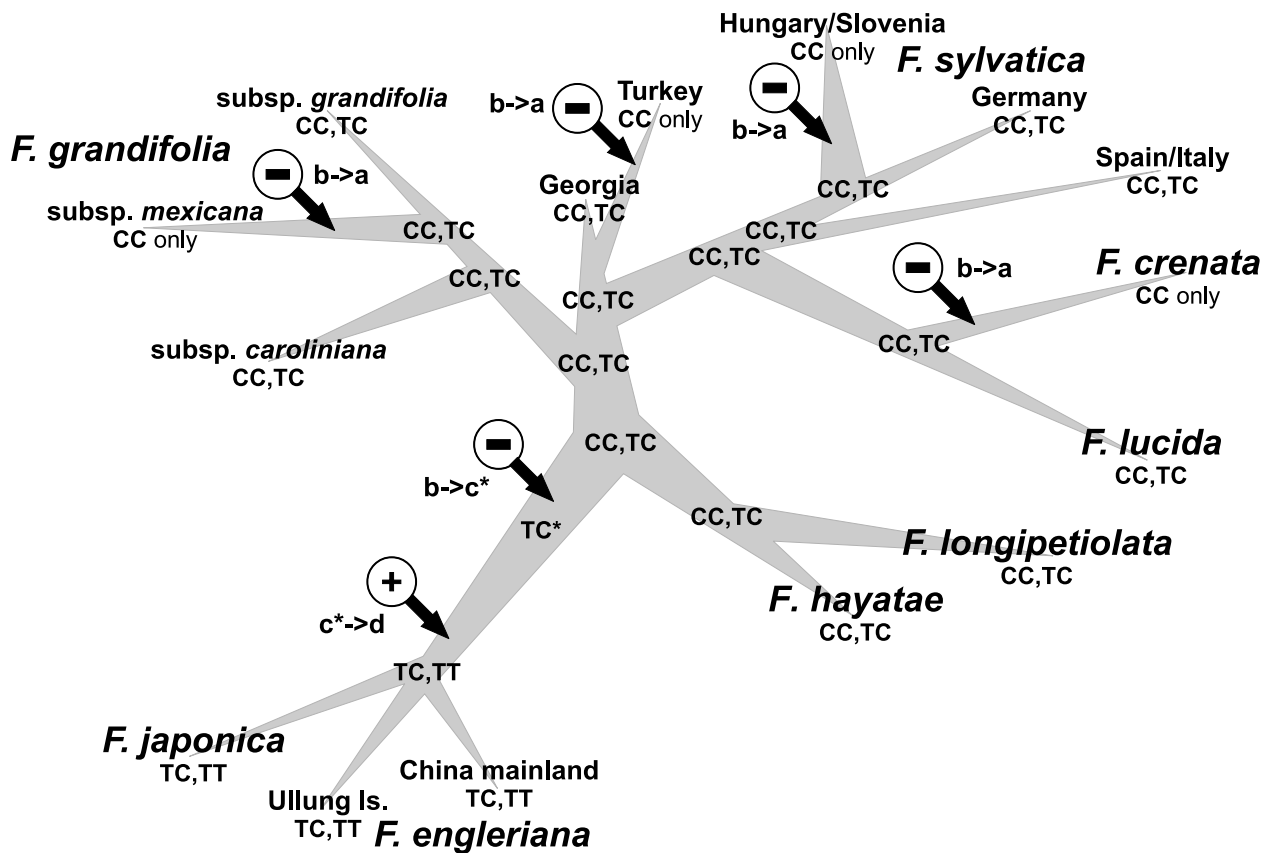 Hungary/Slovenia
CC only
F. sylvatica
b->a
−
Turkey
CC only
−
b->a
Germany
CC,TC
subsp. grandifolia
CC,TC
F. grandifolia
−
b->a
Spain/Italy
CC,TC
Georgia
CC,TC
CC,TC
subsp. mexicana
CC only
CC,TC
CC,TC
CC,TC
−
b->a
F. crenata
CC only
CC,TC
CC,TC
subsp. caroliniana
CC,TC
CC,TC
CC,TC
−
b->c*
CC,TC
F. lucida
CC,TC
TC*
CC,TC
F. longipetiolata
CC,TC
+
c*->d
F. hayatae
CC,TC
TC,TT
F. japonica
TC,TT
China mainland
TC,TT
Ullung Is.
TC,TT
F. engleriana